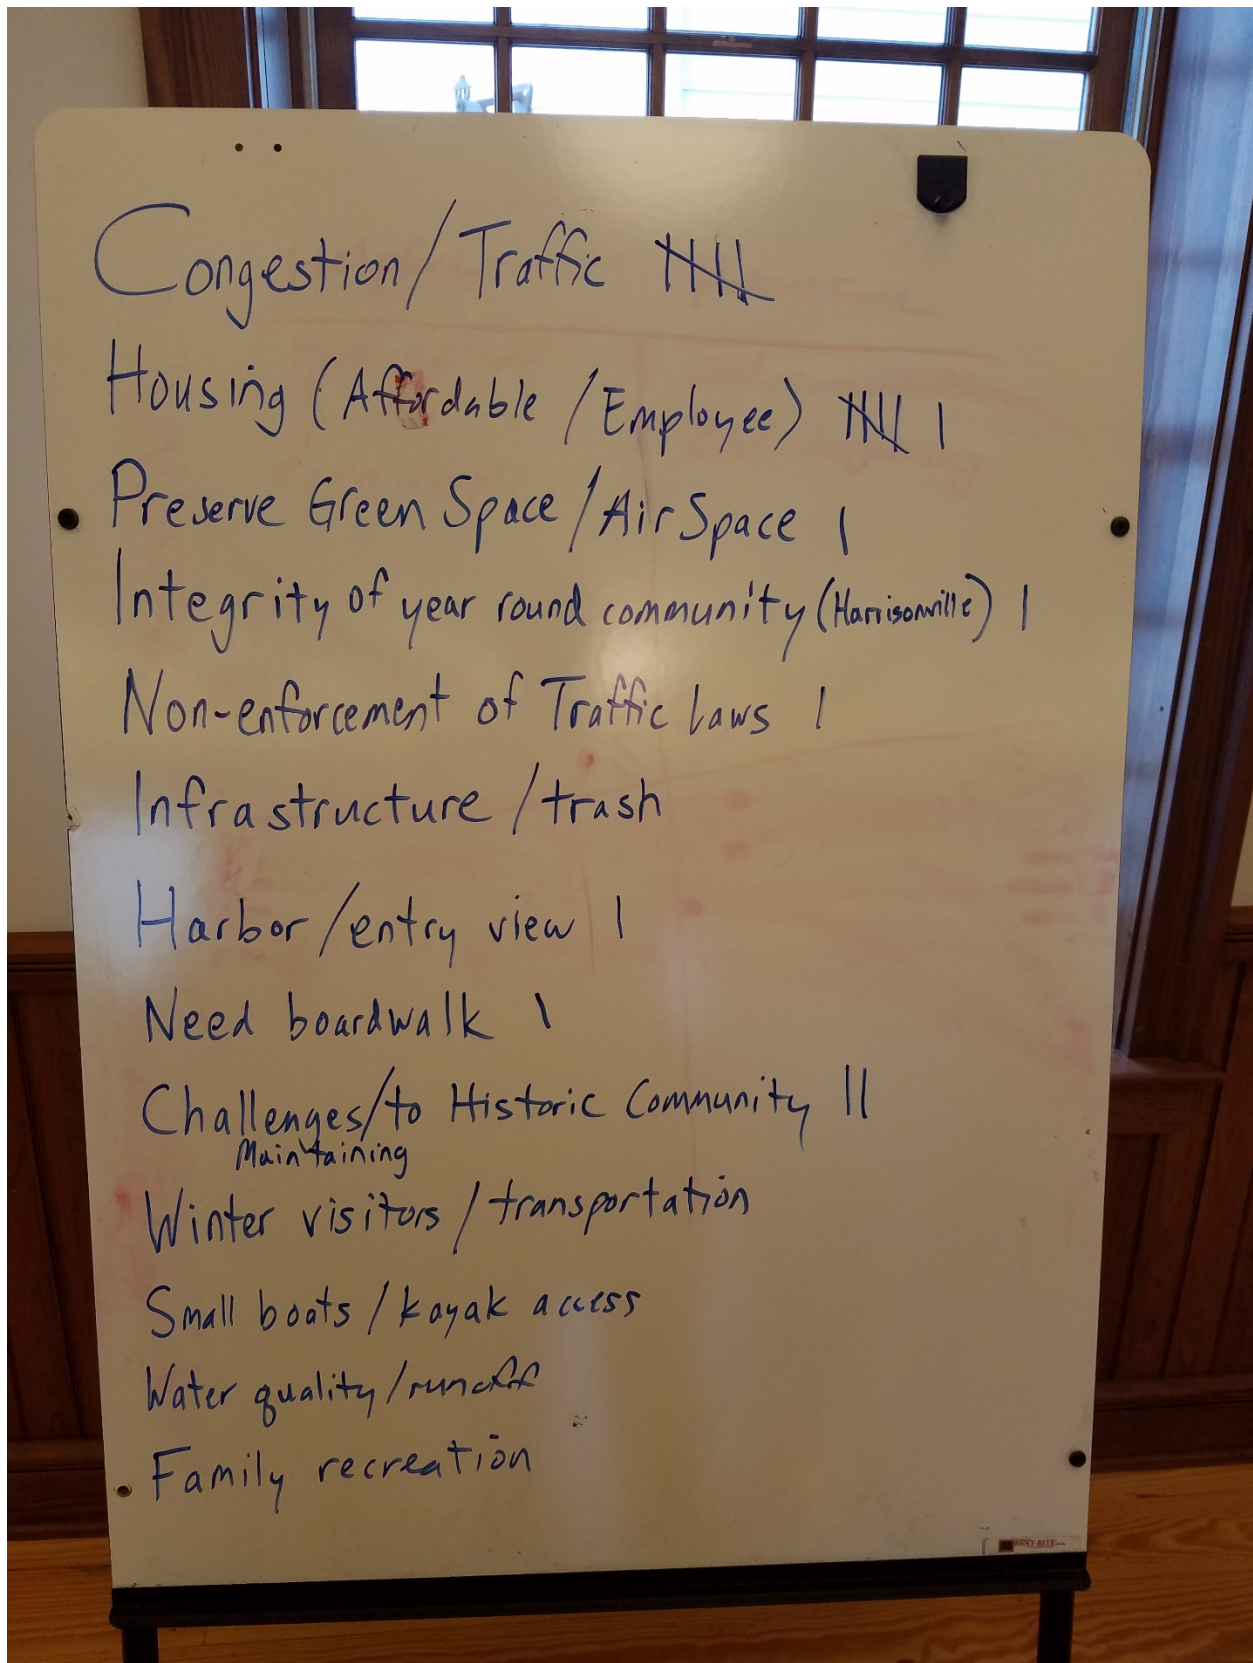 Congestion/Traffic 𝍸
Housing (Affordable/Employee) 𝍸 |
Preserve Green Space/Air Space |
Integrity of year round community (Harrisonville) |
Non-enforcement of Traffic Laws |
Infrastructure/trash
Harbor/entry view |
Need boardwalk |
Challenges/to Historic Community ||
Maintaining
Winter visitors/transportation
Small boats/kayak access
Water quality/runoff
Family recreation
BEST-RITE